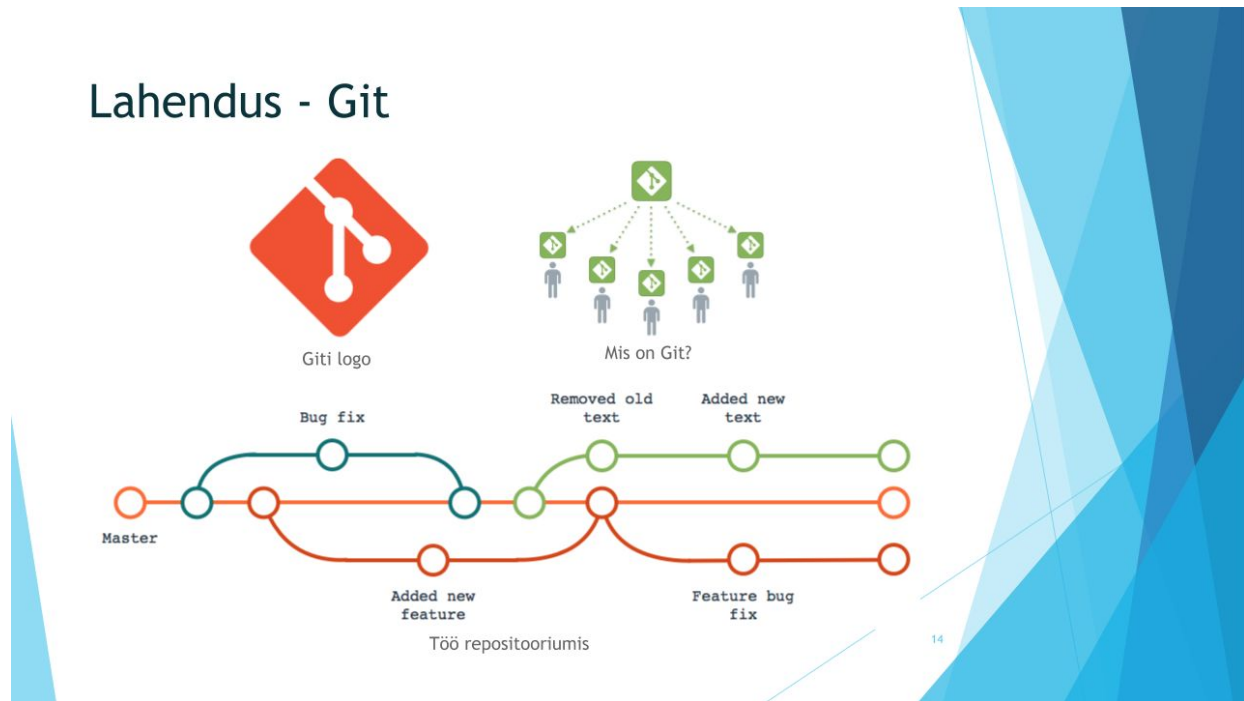 Lahendus - Git
Giti logo
Mis on Git?
Bug fix
Removed old
text
Added new
text
Master
Added new
feature
Feature bug
fix
Töö repositooriumis
14